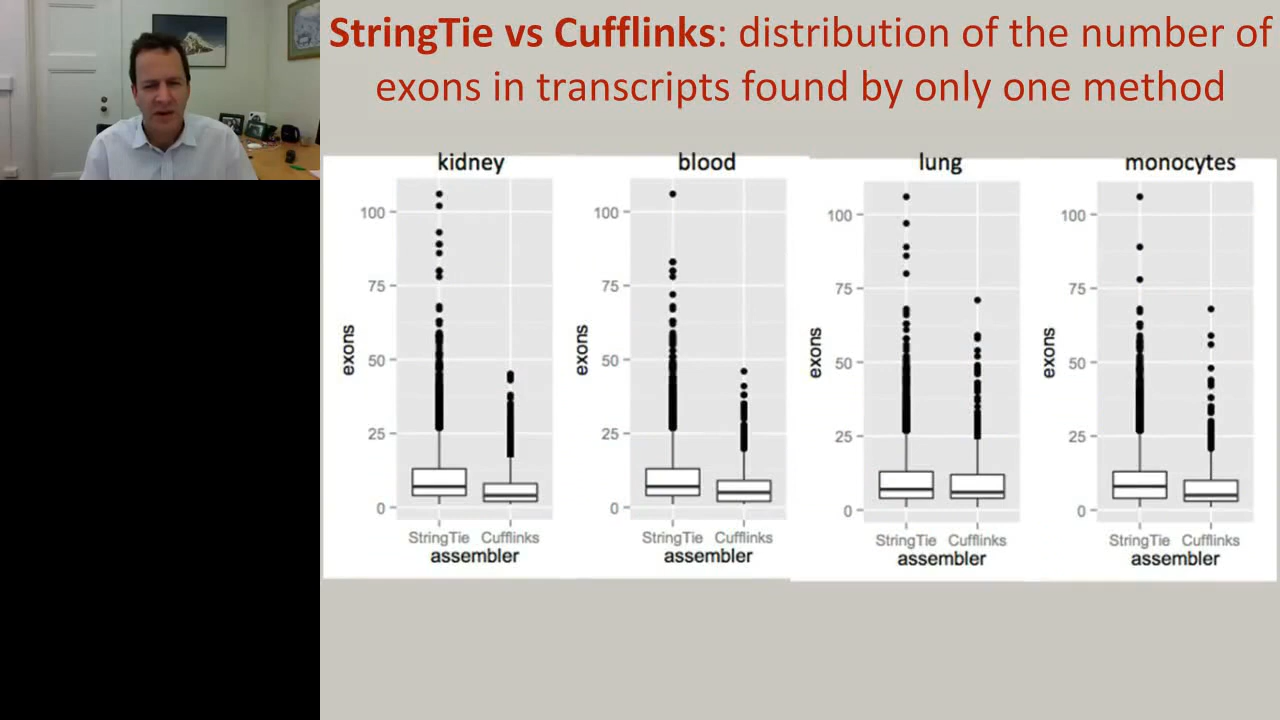 StringTie vs Cufflinks: distribution of the number of
exons in transcripts found by only one method
kidney
100
75
50
25
0
exons
StringTie Cufflinks
assembler
blood
100
75
50
25
0
exons
StringTie Cufflinks
assembler
lung
100
75
50
25
0
exons
StringTie Cufflinks
assembler
monocytes
100
75
50
25
0
exons
StringTie Cufflinks
assembler